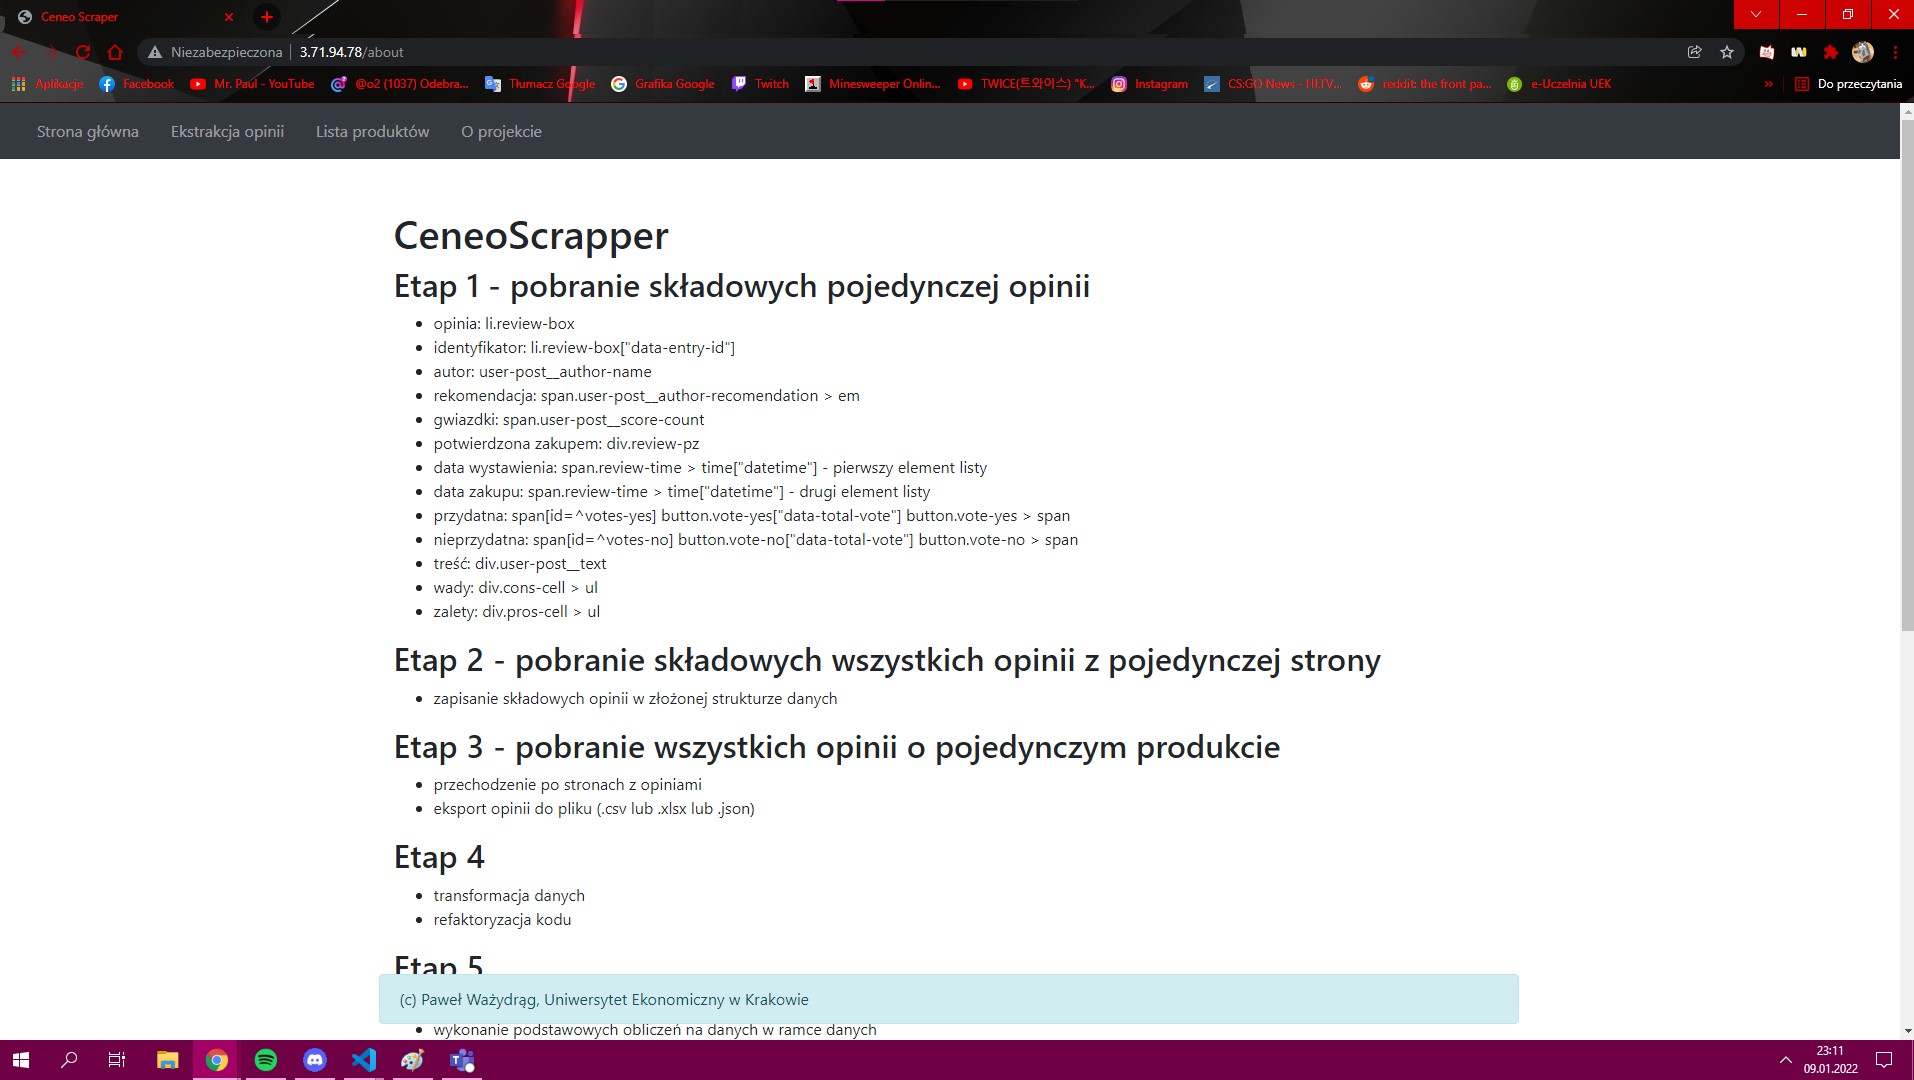 Ceneo Scraper
Niezabezpieczona
3.71.94.78/about
Aplikacje
Facebook
Mr. Paul - YouTube
@o2 (1037) Odebra...
Tłumacz Google
Grafika Google
Twitch
Minesweeper Onlin...
TWICE(트와이스) "K...
Instagram
CS:GO News - HLTV...
reddit: the front pa...
e-Uczelnia UEK
»
Do przeczytania
Strona główna
Ekstrakcja opinii
Lista produktów
O projekcie
CeneoScrapper
Etap 1 - pobranie składowych pojedynczej opinii
• opinia: li.review-box
• identyfikator: li.review-box["data-entry-id"]
• autor: user-post__author-name
• rekomendacja: span.user-post__author-recomendation > em
• gwiazdki: span.user-post__score-count
• potwierdzona zakupem: div.review-pz
• data wystawienia: span.review-time > time["datetime"] - pierwszy element listy
• data zakupu: span.review-time > time["datetime"] - drugi element listy
• przydatna: span[id=^votes-yes] button.vote-yes["data-total-vote"] button.vote-yes > span
• nieprzydatna: span[id=^votes-no] button.vote-no["data-total-vote"] button.vote-no > span
• treść: div.user-post__text
• wady: div.cons-cell > ul
• zalety: div.pros-cell > ul
Etap 2 - pobranie składowych wszystkich opinii z pojedynczej strony
• zapisanie składowych opinii w złożonej strukturze danych
Etap 3 - pobranie wszystkich opinii o pojedynczym produkcie
• przechodzenie po stronach z opiniami
• eksport opinii do pliku (.csv lub .xlsx lub .json)
Etap 4
• transformacja danych
• refaktoryzacja kodu
Etap 5
(c) Paweł Ważydrąg, Uniwersytet Ekonomiczny w Krakowie
• wykonanie podstawowych obliczeń na danych w ramce danych
23:11
09.01.2022